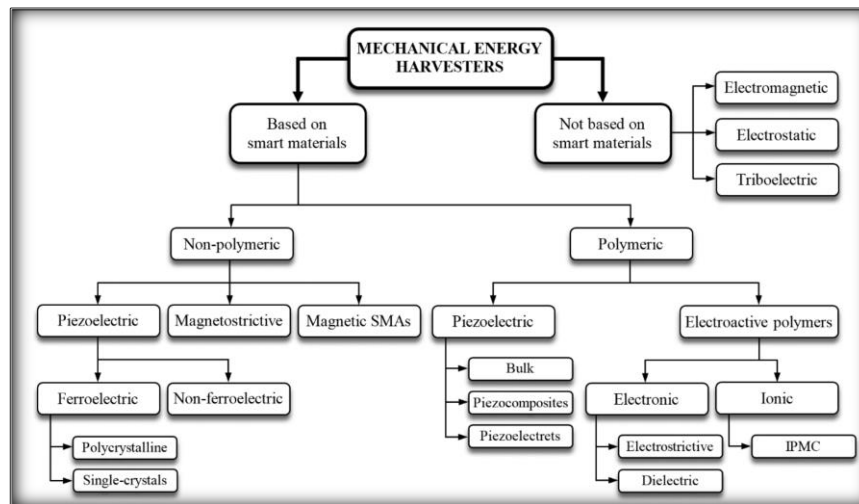 MECHANICAL ENERGY
HARVESTERS
Based on
smart materials
Not based on
smart materials
Electromagnetic
Electrostatic
Triboelectric
Non-polymeric
Polymeric
Piezoelectric
Magnetostrictive
Magnetic SMAs
Piezoelectric
Electroactive polymers
Ferroelectric
Non-ferroelectric
Bulk
Piezocomposites
Piezoelectrets
Electronic
Ionic
Polycrystalline
Single-crystals
Electrostrictive
Dielectric
IPMC